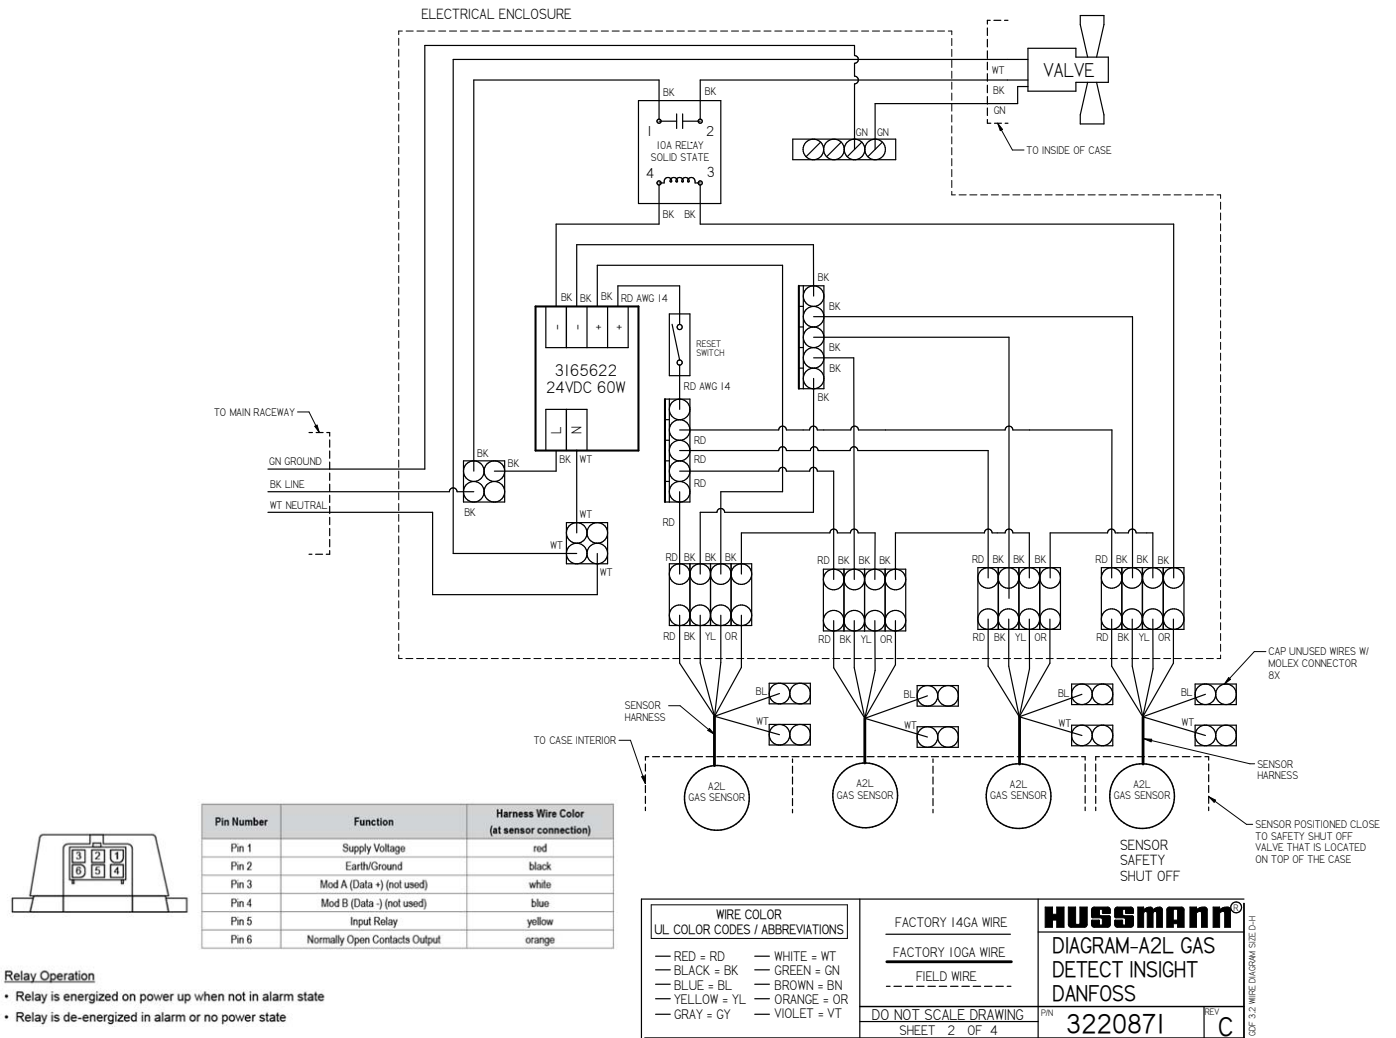 ELECTRICAL ENCLOSURE
WT
BK
GN
VALVE
TO INSIDE OF CASE
BK
BK
1
2
10A RELAY
SOLID STATE
4
3
BK
BK
GN
GN
BK
BK
BK
RD AWG 14
-
-
+
+
3165622
24VDC 60W
L
N
BK
WT
RESET
SWITCH
RD AWG 14
BK
BK
BK
BK
BK
TO MAIN RACEWAY
GN GROUND
BK LINE
WT NEUTRAL
BK
BK
BK
WT
WT
WT
RD
RD
RD
RD
RD BK BK BK
RD BK BK BK
RD BK BK BK
RD BK BK BK
RD BK YL OR
RD BK YL OR
RD BK YL OR
RD BK YL OR
BL
WT
BL
WT
BL
WT
BL
WT
CAP UNUSED WIRES W/
MOLEX CONNECTOR
8X
SENSOR
HARNESS
TO CASE INTERIOR
A2L
GAS SENSOR
A2L
GAS SENSOR
A2L
GAS SENSOR
A2L
GAS SENSOR
SENSOR
HARNESS
SENSOR
SAFETY
SHUT OFF
SENSOR POSITIONED CLOSE
TO SAFETY SHUT OFF
VALVE THAT IS LOCATED
ON TOP OF THE CASE
3 2 1
6 5 4
Pin Number Function Harness Wire Color
(at sensor connection)
Pin 1 Supply Voltage red
Pin 2 Earth/Ground black
Pin 3 Mod A (Data +) (not used) white
Pin 4 Mod B (Data -) (not used) blue
Pin 5 Input Relay yellow
Pin 6 Normally Open Contacts Output orange
Relay Operation
• Relay is energized on power up when not in alarm state
• Relay is de-energized in alarm or no power state
WIRE COLOR
UL COLOR CODES / ABBREVIATIONS
RED = RD
WHITE = WT
BLACK = BK
GREEN = GN
BLUE = BL
BROWN = BN
YELLOW = YL
ORANGE = OR
GRAY = GY
VIOLET = VT
FACTORY 14GA WIRE
FACTORY 10GA WIRE
FIELD WIRE
DO NOT SCALE DRAWING
SHEET 2 OF 4
HUSSMANN®
DIAGRAM-A2L GAS
DETECT INSIGHT
DANFOSS
P/N
3220871
REV
C
GDF 3.2 WIRE DIAGRAM SIZE D-H